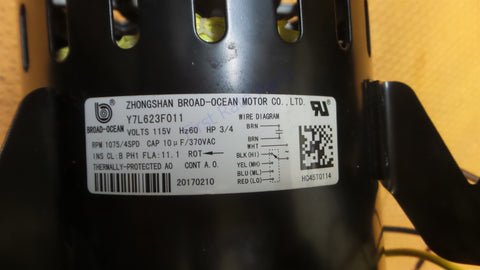 ZHONGSHAN BROAD-OCEAN MOTOR CO., LTD.
BROAD-OCEAN
Y7L623F011
VOLTS 115V Hz60 HP 3/4
RPM 1075/4SPD CAP 10μF/370VAC
INS CL:B PH1 FLA:11.1 ROT
THERMALLY-PROTECTED AO CONT A.O.
20170210
WIRE DIAGRAM
BRN
BRN
WHT
BLK(HI)
YEL(MH)
BLU(ML)
RED(LO)